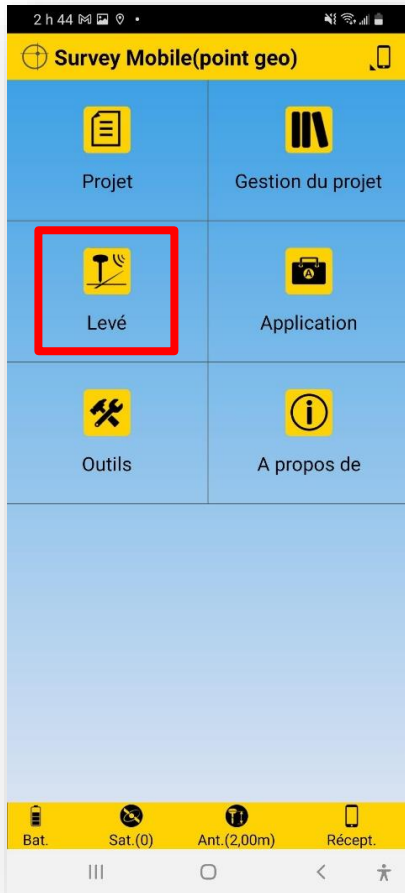 2 h 44
Survey Mobile(point geo)
Projet
Gestion du projet
Levé
A
Application
Outils
A propos de
Bat.
Sat.(0)
Ant.(2,00m)
Récept.